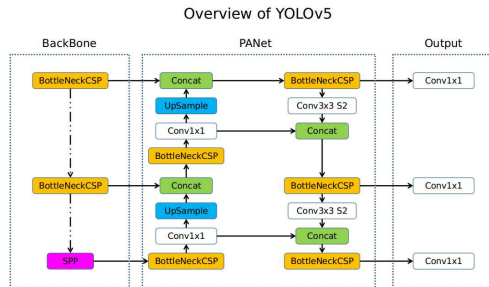 Overview of YOLOv5
BackBone
PANet
Output
BottleNeckCSP
Concat
BottleNeckCSP
Conv1x1
UpSample
Conv3x3 S2
Conv1x1
Concat
BottleNeckCSP
BottleNeckCSP
Concat
BottleNeckCSP
Conv1x1
UpSample
Conv3x3 S2
Conv1x1
Concat
SPP
BottleNeckCSP
BottleNeckCSP
Conv1x1